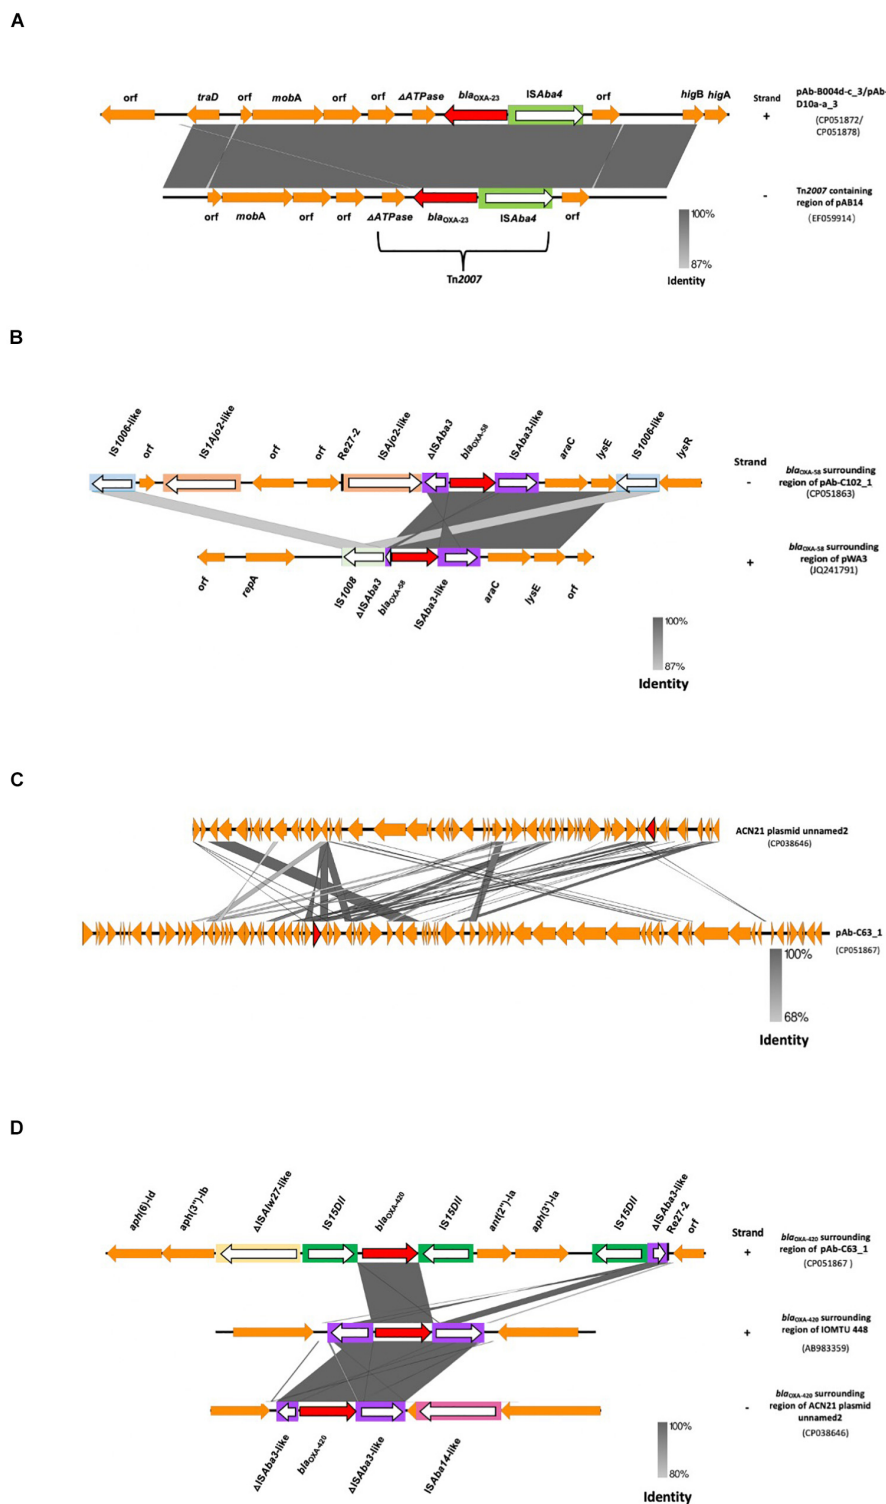 A
orf traD orf mobA orf orf ΔATPase blaOXA-23 ISAba4 orf higB higA
Strand
+
pAb-B004d-c_3/pAb-
D10a-a_3
(CP051872/
CP051878)
orf mobA orf orf ΔATPase blaOXA-23 ISAba4 orf
-
Tn2007 containing
region of pAB14
(EF059914)
Tn2007
100%
87%
Identity
B
IS1006-like orf IS1Ajo2-like orf orf Re27-2 ISAjo2-like ΔISAba3 blaOXA-58 ISAba3-like araC lysE IS1006-like lysR
Strand
-
blaOXA-58 surrounding
region of pAb-C102_1
(CP051863)
orf repA IS1008 ΔISAba3 blaOXA-58 ISAba3-like araC lysE orf
+
blaOXA-58 surrounding
region of pWA3
(JQ241791)
100%
87%
Identity
C
ACN21 plasmid unnamed2
(CP038646)
pAb-C63_1
(CP051867)
100%
68%
Identity
D
aph(6)-Id aph(3")-Ib ΔISAlw27-like IS15DII blaOXA-420 IS15DII ant(2")-Ia aph(3')-Ia IS15DII ΔISAba3-like Re27-2 orf
Strand
+
blaOXA-420 surrounding
region of pAb-C63_1
(CP051867 )
+
blaOXA-420 surrounding
region of IOMTU 448
(AB983359)
-
blaOXA-420 surrounding
region of ACN21 plasmid
unnamed2
(CP038646)
ΔISAba3-like blaOXA-420 ΔISAba3-like ISAba14-like
100%
80%
Identity